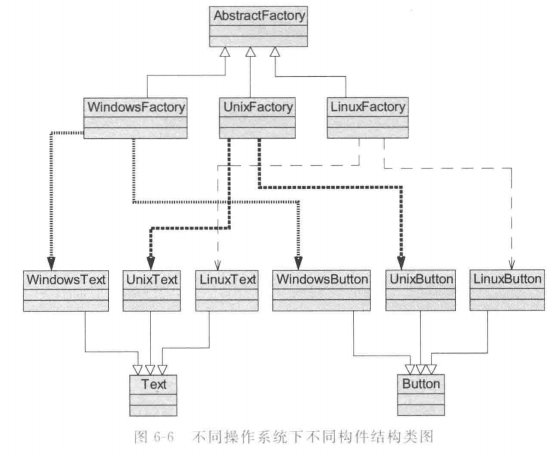 AbstractFactory
WindowsFactory UnixFactory LinuxFactory
WindowsText UnixText LinuxText WindowsButton UnixButton LinuxButton
Text Button
图 6-6 不同操作系统下不同构件结构类图